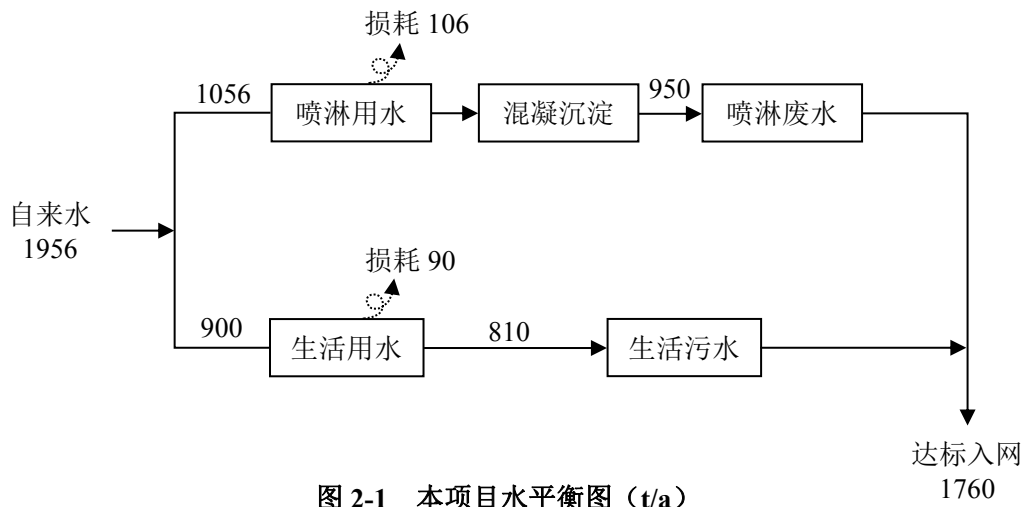 损耗 106
1056
喷淋用水
混凝沉淀
950
喷淋废水
自来水
1956
损耗 90
900
生活用水
810
生活污水
达标入网
1760
图 2-1 本项目水平衡图（t/a）